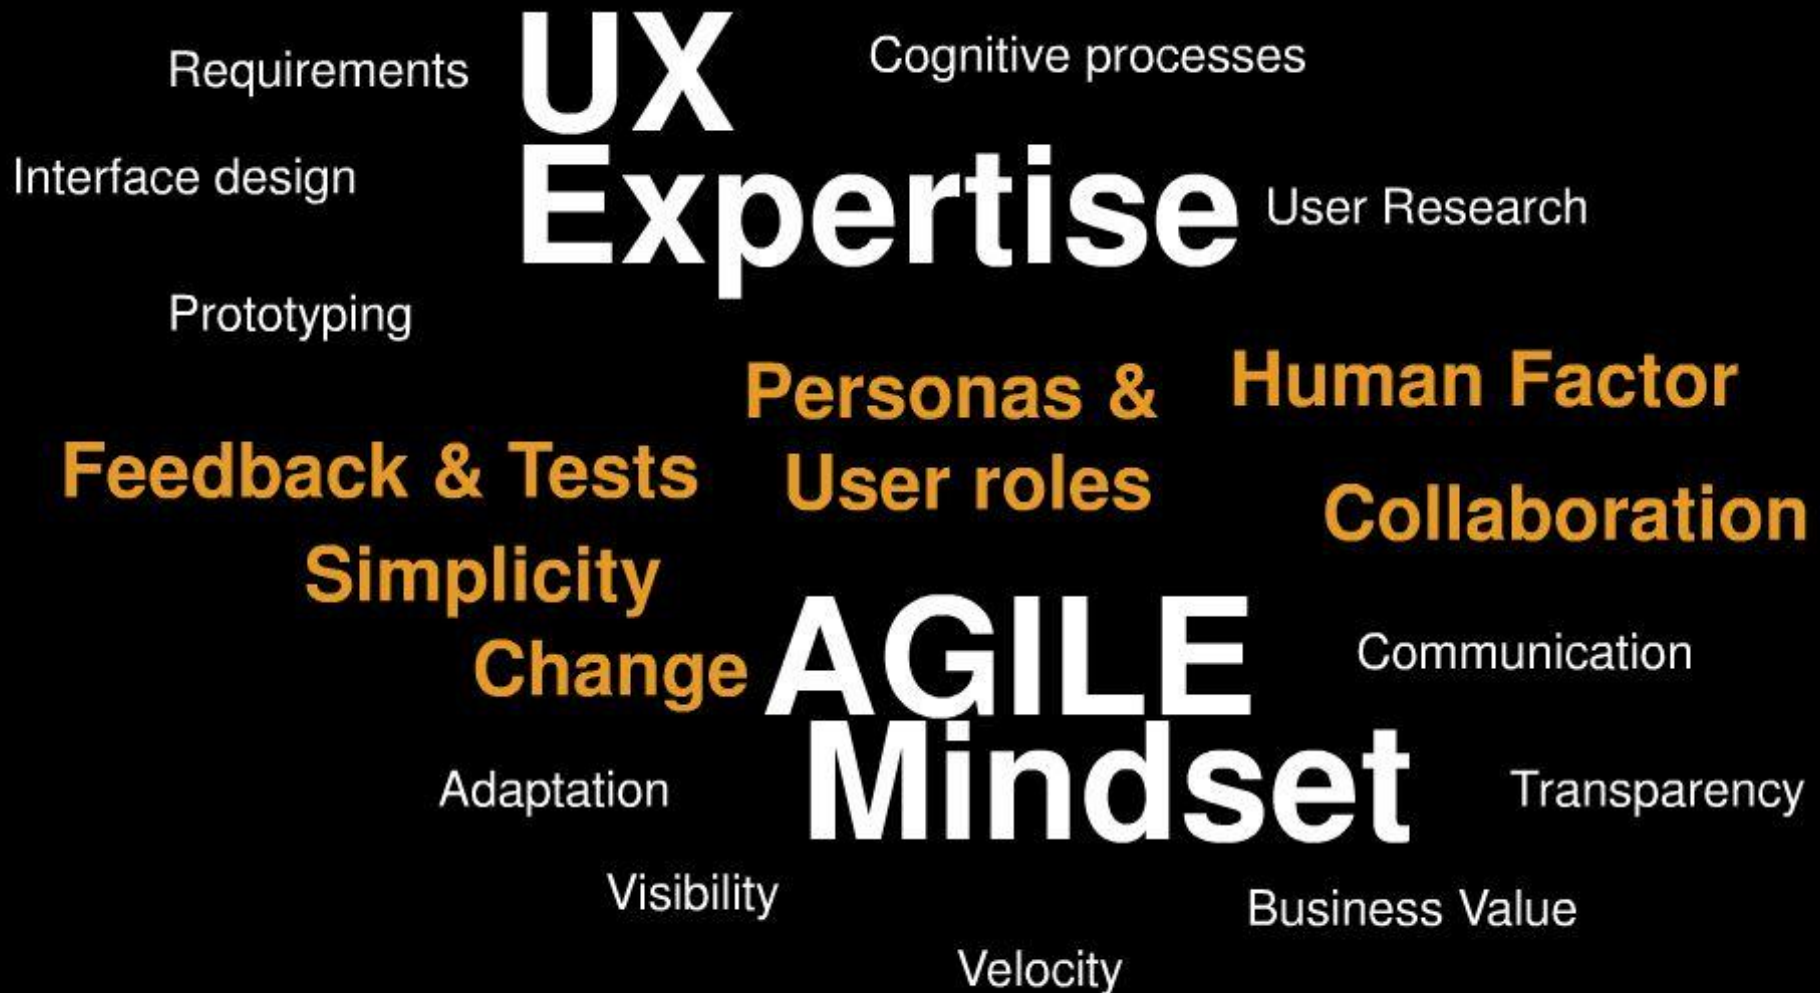 UX
Requirements
Cognitive processes
Expertise
Interface design
User Research
Prototyping
Personas &
User roles
Human Factor
Feedback & Tests
Collaboration
Simplicity
Change
AGILE
Mindset
Communication
Adaptation
Transparency
Visibility
Business Value
Velocity